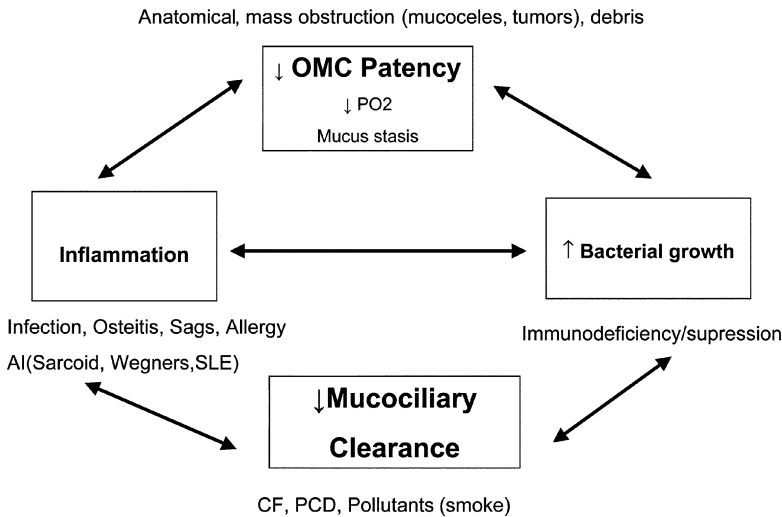 Anatomical, mass obstruction (mucoceles, tumors), debris
↓ OMC Patency
↓ PO2
Mucus stasis
Inflammation
↑ Bacterial growth
Infection, Osteitis, Sags, Allergy
AI(Sarcoid, Wegners,SLE)
Immunodeficiency/supression
↓Mucociliary
Clearance
CF, PCD, Pollutants (smoke)